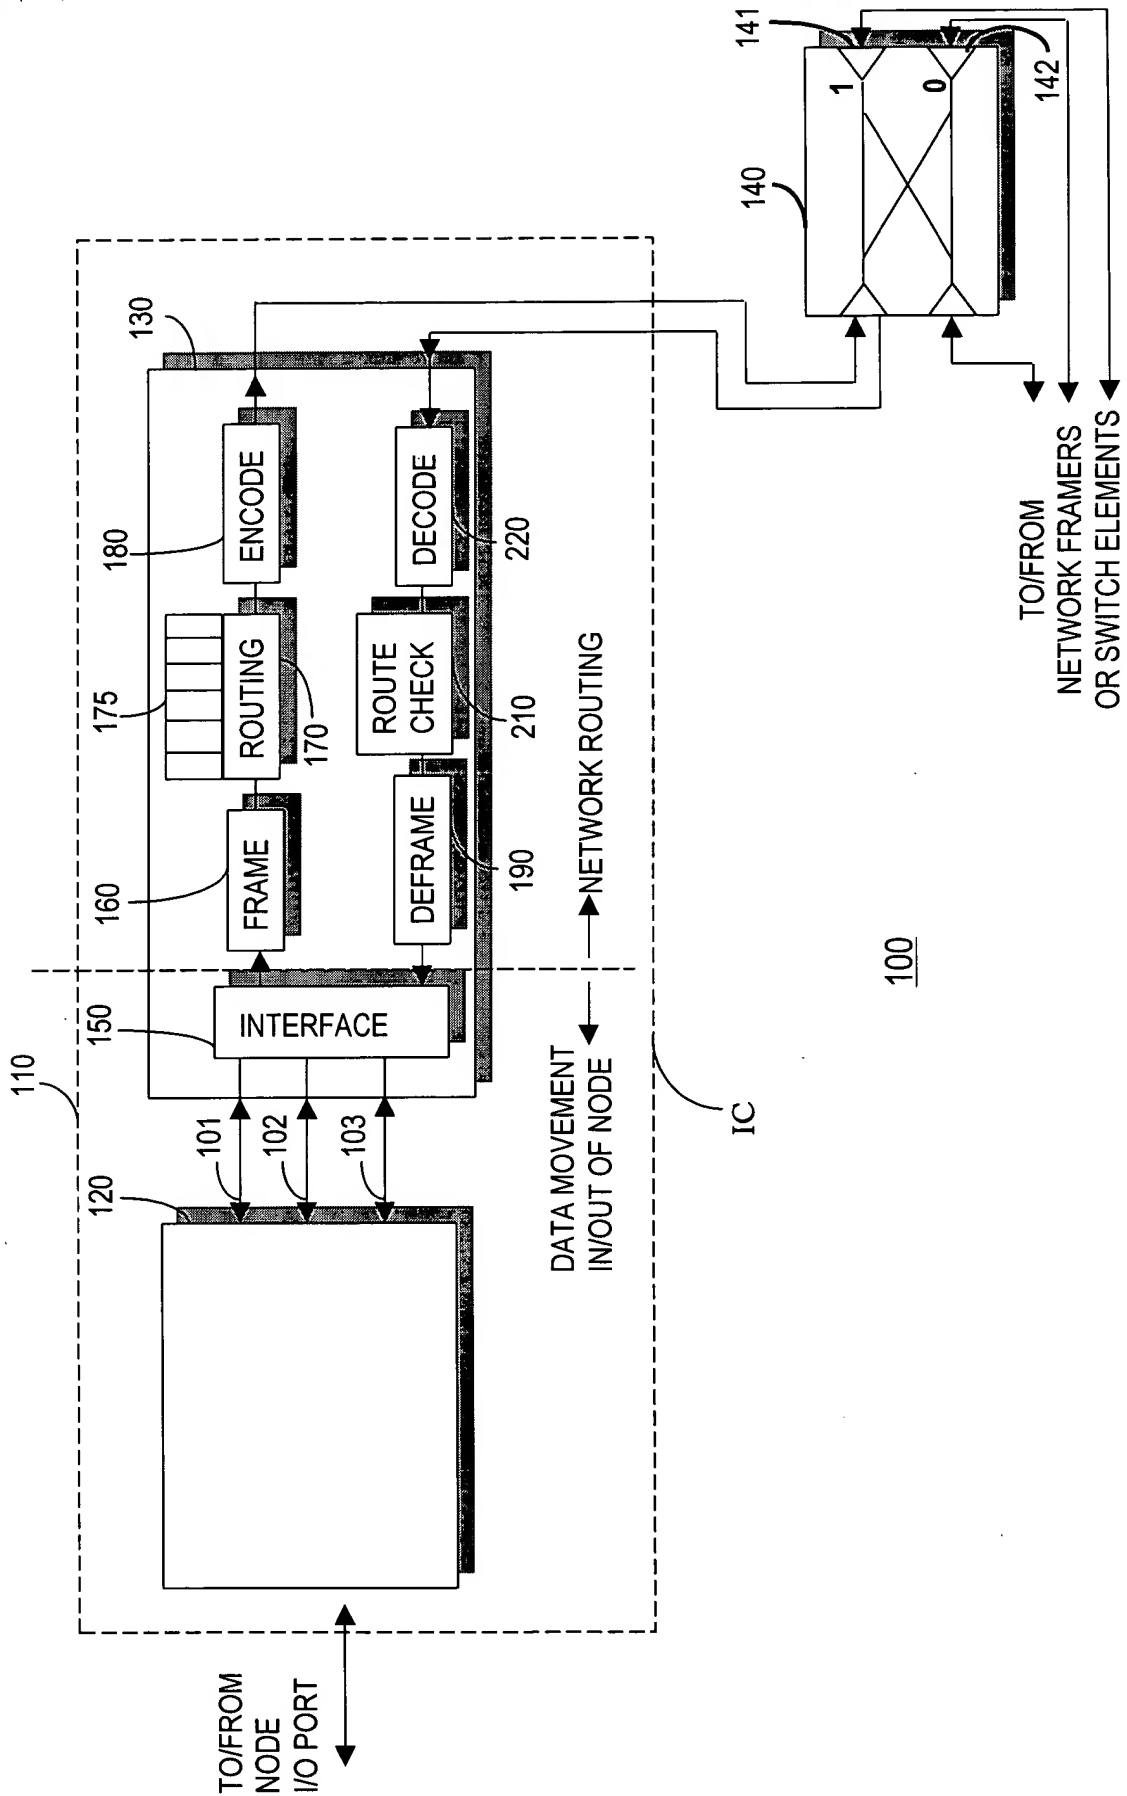 110
120
101
102
103
150
INTERFACE
130
160
FRAME
175
ROUTING
170
180
ENCODE
DEFRAME
190
ROUTE
CHECK
210
DECODE
220
TO/FROM
NODE
I/O PORT
DATA MOVEMENT
IN/OUT OF NODE
NETWORK ROUTING
IC
140
141
1
0
142
TO/FROM
NETWORK FRAMERS
OR SWITCH ELEMENTS
100